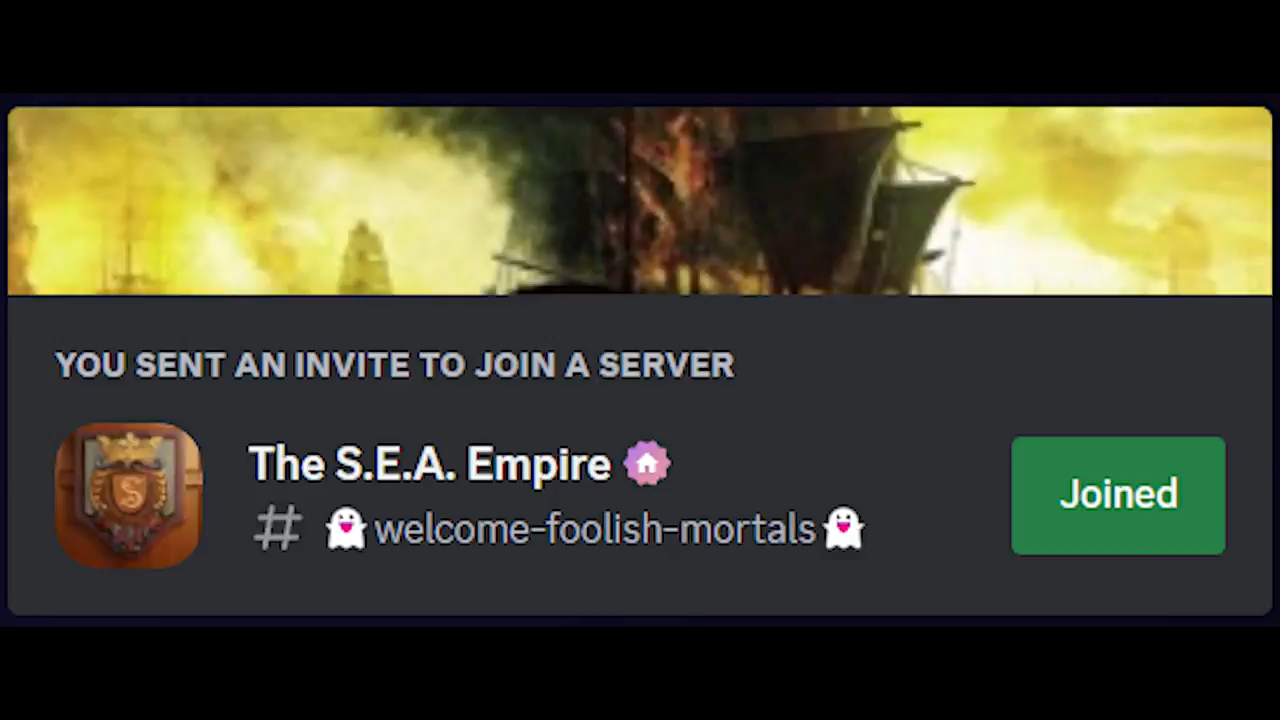 YOU SENT AN INVITE TO JOIN A SERVER
S
The S.E.A. Empire
# 👻welcome-foolish-mortals👻
Joined